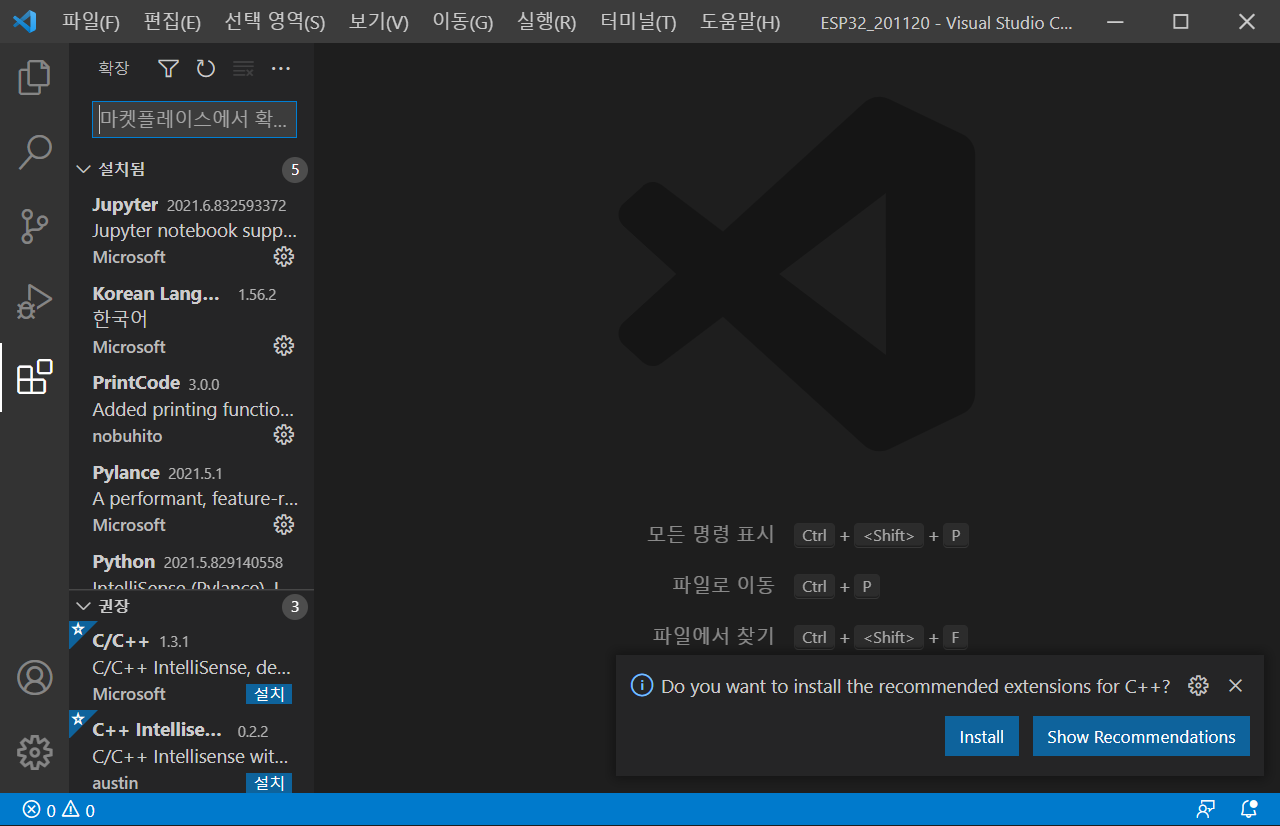 파일(F) 편집(E) 선택 영역(S) 보기(V) 이동(G) 실행(R) 터미널(T) 도움말(H) ESP32_201120 - Visual Studio C...
확장
마켓플레이스에서 확...
설치됨 5
Jupyter 2021.6.832593372
Jupyter notebook supp...
Microsoft
Korean Lang... 1.56.2
한국어
Microsoft
PrintCode 3.0.0
Added printing functio...
nobuhito
Pylance 2021.5.1
A performant, feature-r...
Microsoft
Python 2021.5.829140558
IntelliSense (Pylance), 
권장 3
C/C++ 1.3.1
C/C++ IntelliSense, de...
Microsoft 설치
C++ Intellise... 0.2.2
C/C++ Intellisense wit...
austin 설치
모든 명령 표시 Ctrl + <Shift> + P
파일로 이동 Ctrl + P
파일에서 찾기 Ctrl + <Shift> + F
Do you want to install the recommended extensions for C++?
Install Show Recommendations
0 0